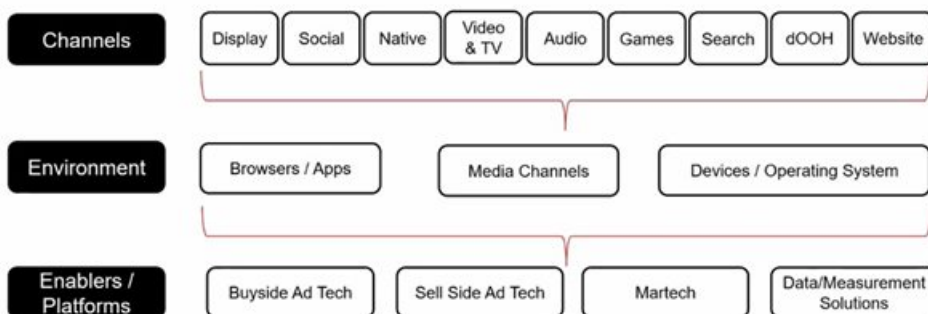 Channels
Display
Social
Native
Video
& TV
Audio
Games
Search
dOOH
Website
Environment
Browsers / Apps
Media Channels
Devices / Operating System
Enablers /
Platforms
Buyside Ad Tech
Sell Side Ad Tech
Martech
Data/Measurement
Solutions